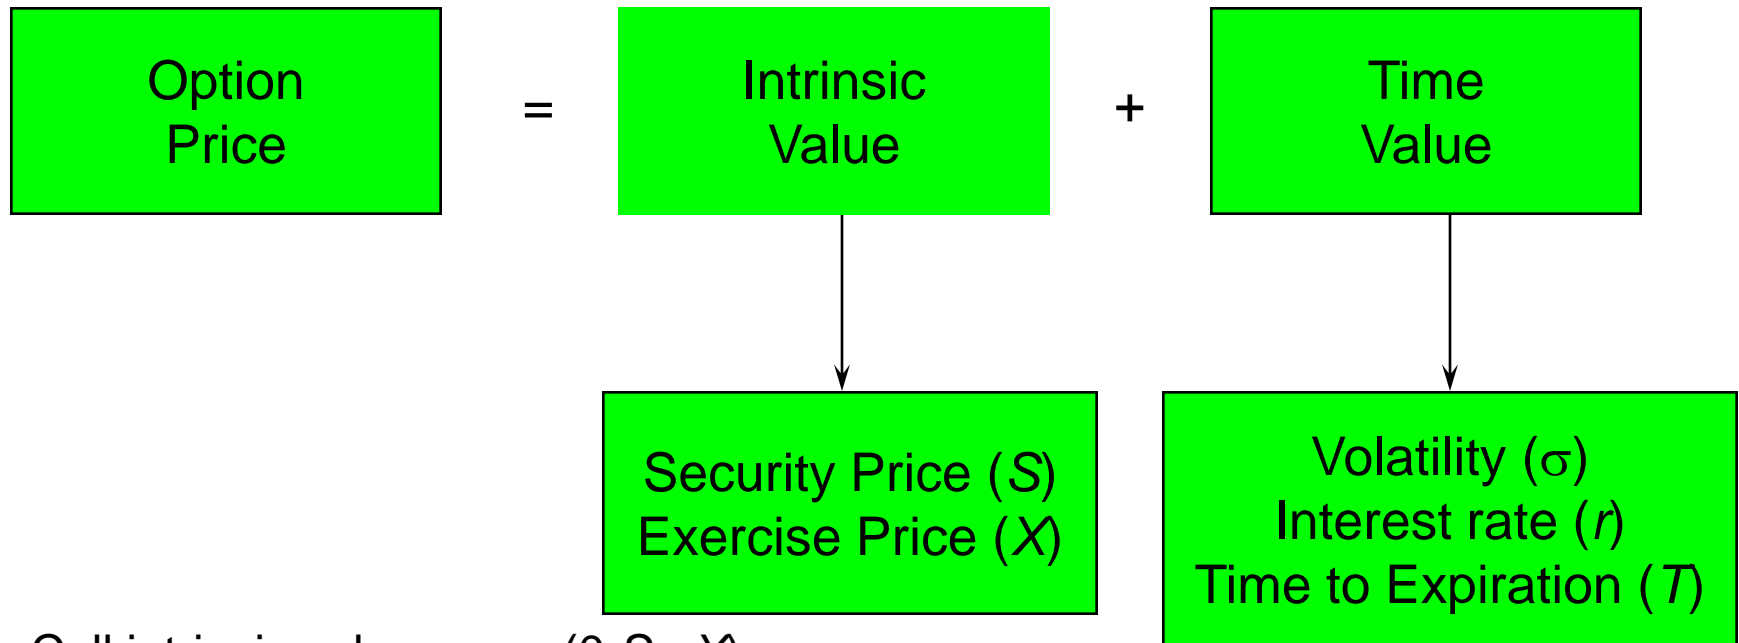 Option
Price
=
Intrinsic
Value
+
Time
Value
Security Price (S)
Exercise Price (X)
Volatility (σ)
Interest rate (r)
Time to Expiration (T)